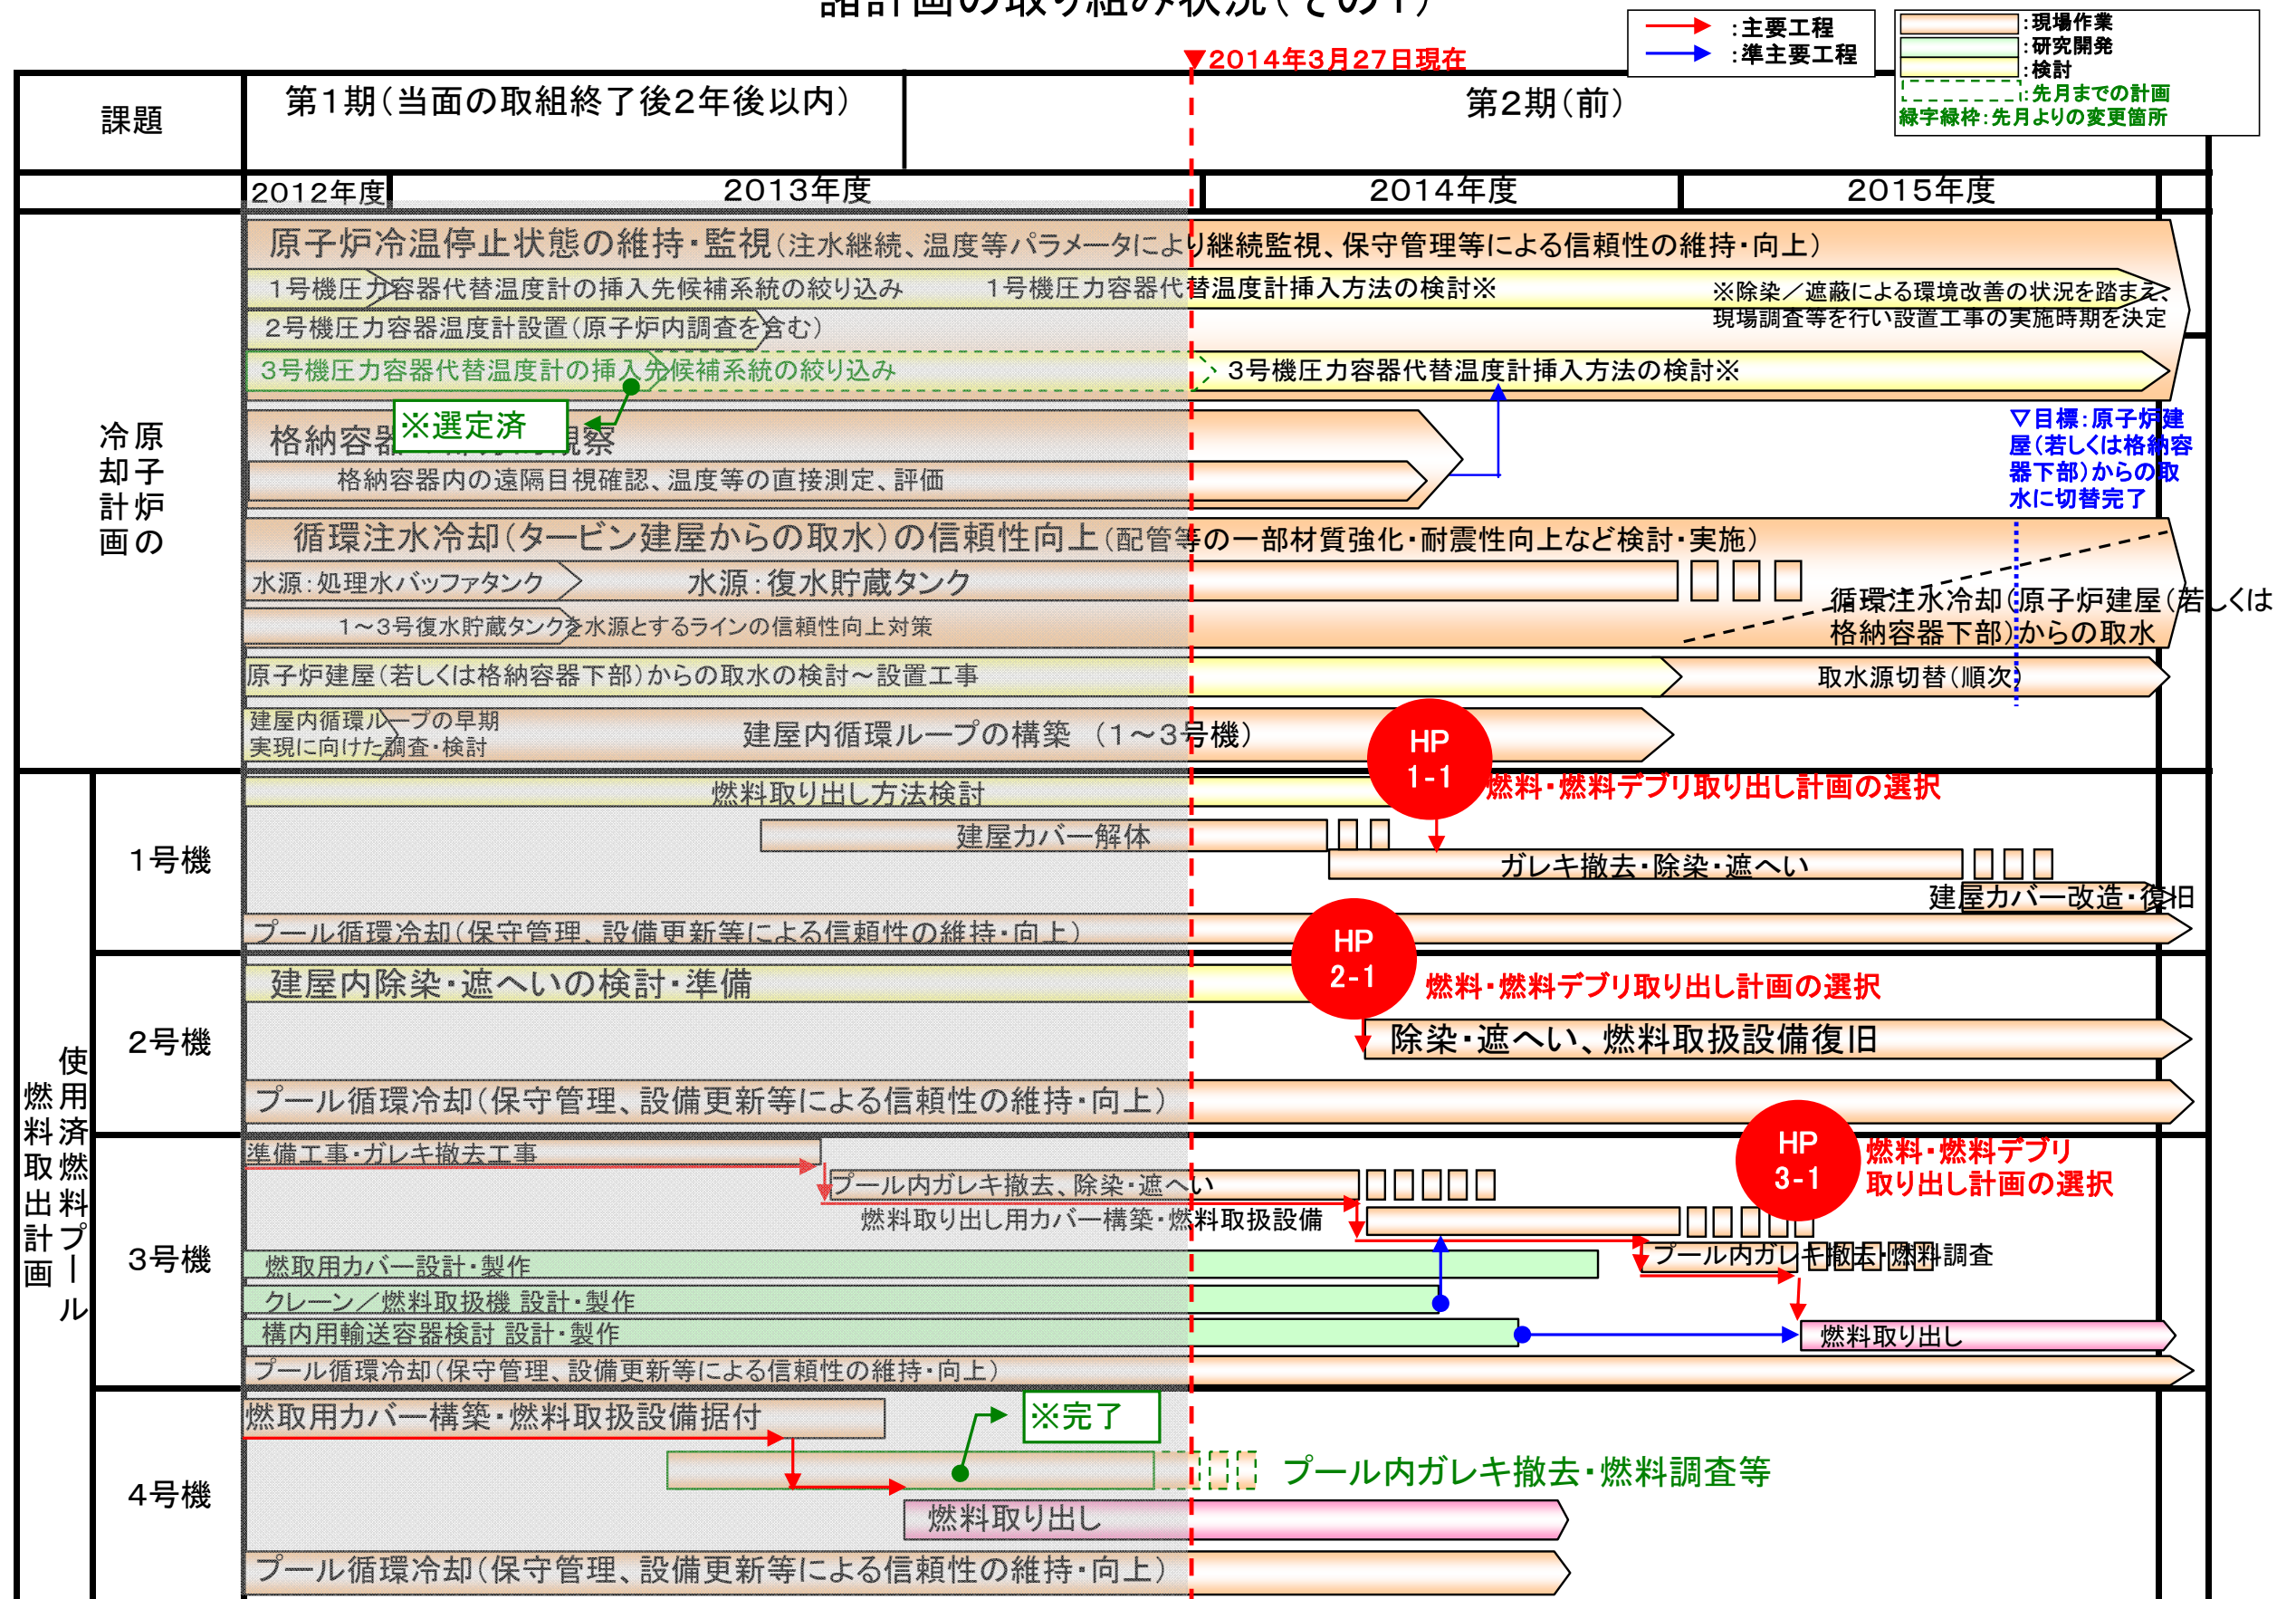 諸計画の取り組み状況（その1）
：主要工程
：準主要工程
：現場作業
：研究開発
：検討
：先月までの計画
緑字緑枠：先月よりの変更箇所
▼2014年3月27日現在
課題
第1期（当面の取組終了後2年後以内）
第2期（前）
2012年度
2013年度
2014年度
2015年度
原子炉の冷却計画
原子炉冷温停止状態の維持・監視（注水継続、温度等パラメータにより継続監視、保守管理等による信頼性の維持・向上）
1号機圧力容器代替温度計の挿入先候補系統の絞り込み
1号機圧力容器代替温度計挿入方法の検討※
※除染／遮蔽による環境改善の状況を踏まえ、
現場調査等を行い設置工事の実施時期を決定
2号機圧力容器温度計設置（原子炉内調査を含む）
3号機圧力容器代替温度計の挿入先候補系統の絞り込み
3号機圧力容器代替温度計挿入方法の検討※
※選定済
格納容器
観察
格納容器内の遠隔目視確認、温度等の直接測定、評価
▽目標：原子炉建
屋（若しくは格納容
器下部）からの取
水に切替完了
循環注水冷却（タービン建屋からの取水）の信頼性向上（配管等の一部材質強化・耐震性向上など検討・実施）
水源：処理水バッファタンク
水源：復水貯蔵タンク
循環注水冷却（原子炉建屋（若しくは
格納容器下部）からの取水
1～3号復水貯蔵タンクを水源とするラインの信頼性向上対策
原子炉建屋（若しくは格納容器下部）からの取水の検討～設置工事
取水源切替（順次）
建屋内循環ループの早期
実現に向けた調査・検討
建屋内循環ループの構築　（1～3号機）
HP
1-1
燃料・燃料デブリ取り出し計画の選択
使用済燃料プール燃料取出計画
1号機
燃料取り出し方法検討
建屋カバー解体
ガレキ撤去・除染・遮へい
建屋カバー改造・復旧
プール循環冷却（保守管理、設備更新等による信頼性の維持・向上）
2号機
HP
2-1
燃料・燃料デブリ取り出し計画の選択
建屋内除染・遮へいの検討・準備
除染・遮へい、燃料取扱設備復旧
プール循環冷却（保守管理、設備更新等による信頼性の維持・向上）
3号機
HP
3-1
燃料・燃料デブリ
取り出し計画の選択
準備工事・ガレキ撤去工事
プール内ガレキ撤去、除染・遮へい
燃料取り出し用カバー構築・燃料取扱設備
プール内ガレキ撤去・燃料調査
燃取用カバー設計・製作
クレーン／燃料取扱機 設計・製作
構内用輸送容器検討 設計・製作
燃料取り出し
プール循環冷却（保守管理、設備更新等による信頼性の維持・向上）
4号機
燃取用カバー構築・燃料取扱設備据付
※完了
プール内ガレキ撤去・燃料調査等
燃料取り出し
プール循環冷却（保守管理、設備更新等による信頼性の維持・向上）